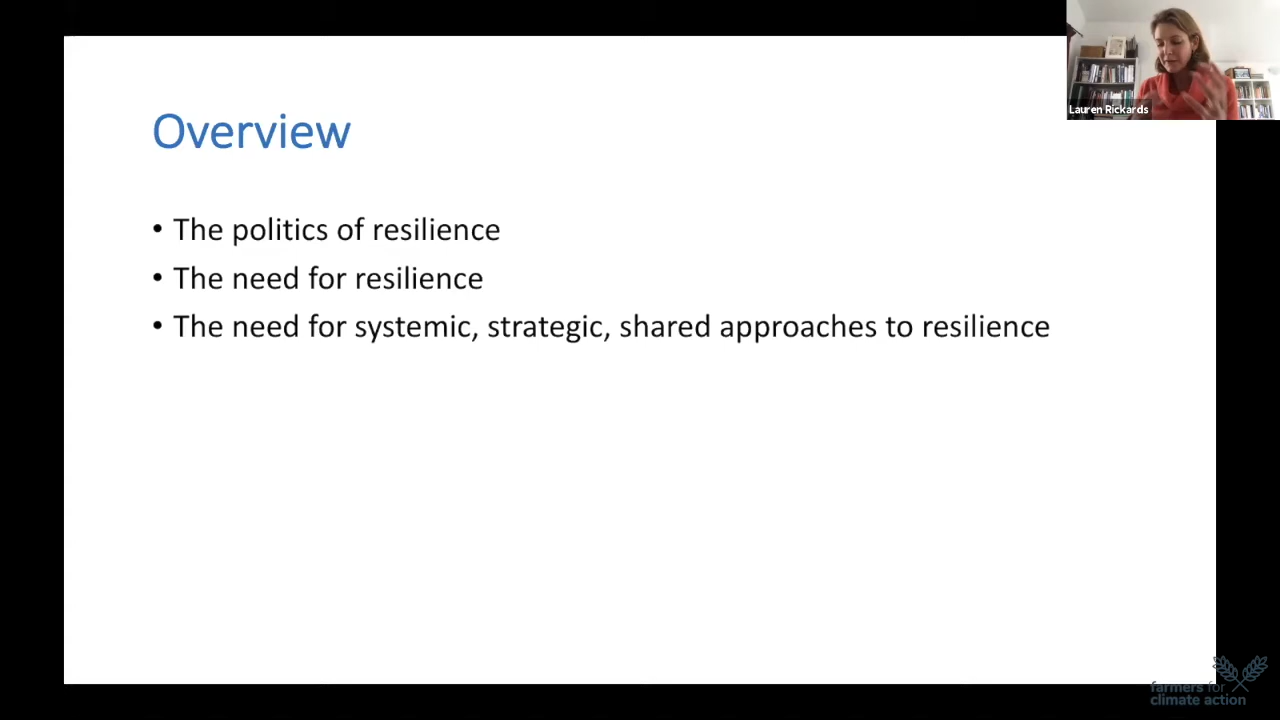 Lauren Rickards
Overview
• The politics of resilience
• The need for resilience
• The need for systemic, strategic, shared approaches to resilience
farmers for
climate action